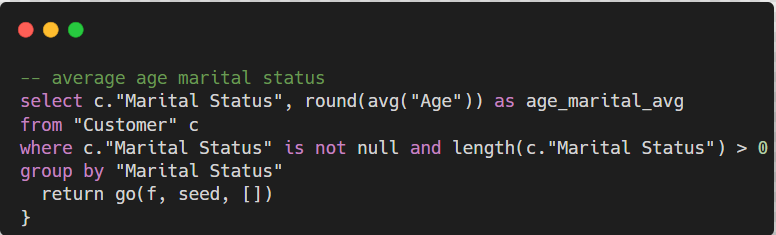 -- average age marital status
select c."Marital Status", round(avg("Age")) as age_marital_avg
from "Customer" c
where c."Marital Status" is not null and length(c."Marital Status") > 0
group by "Marital Status"
  return go(f, seed, [])
}